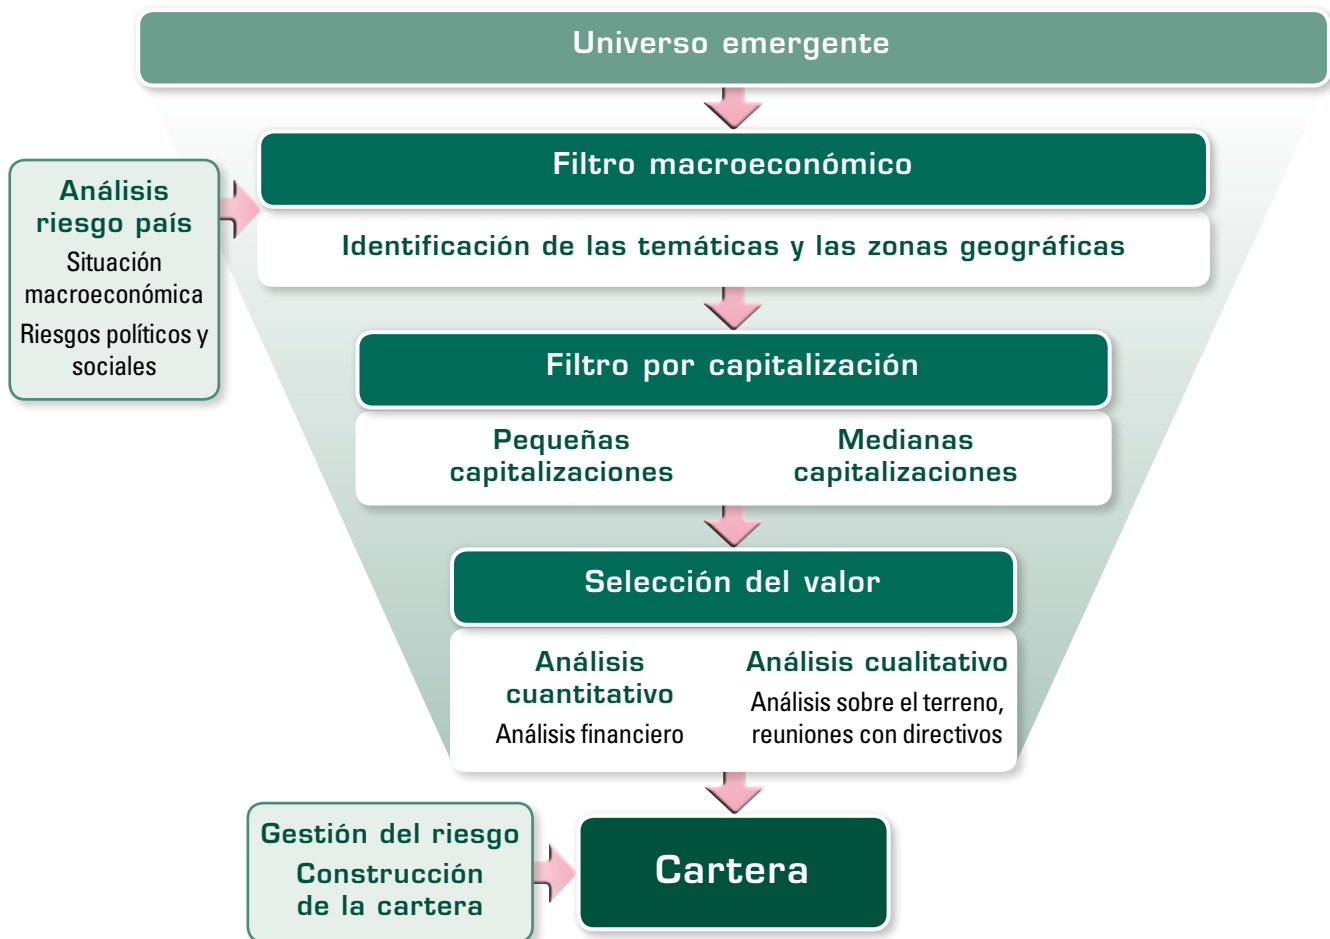 Universo emergente
Filtro macroeconómico
Identificación de las temáticas y las zonas geográficas
Análisis
riesgo país
Situación
macroeconómica
Riesgos políticos y
sociales
Filtro por capitalización
Pequeñas
capitalizaciones
Medianas
capitalizaciones
Selección del valor
Análisis
cuantitativo
Análisis financiero
Análisis cualitativo
Análisis sobre el terreno,
reuniones con directivos
Gestión del riesgo
Construcción
de la cartera
Cartera